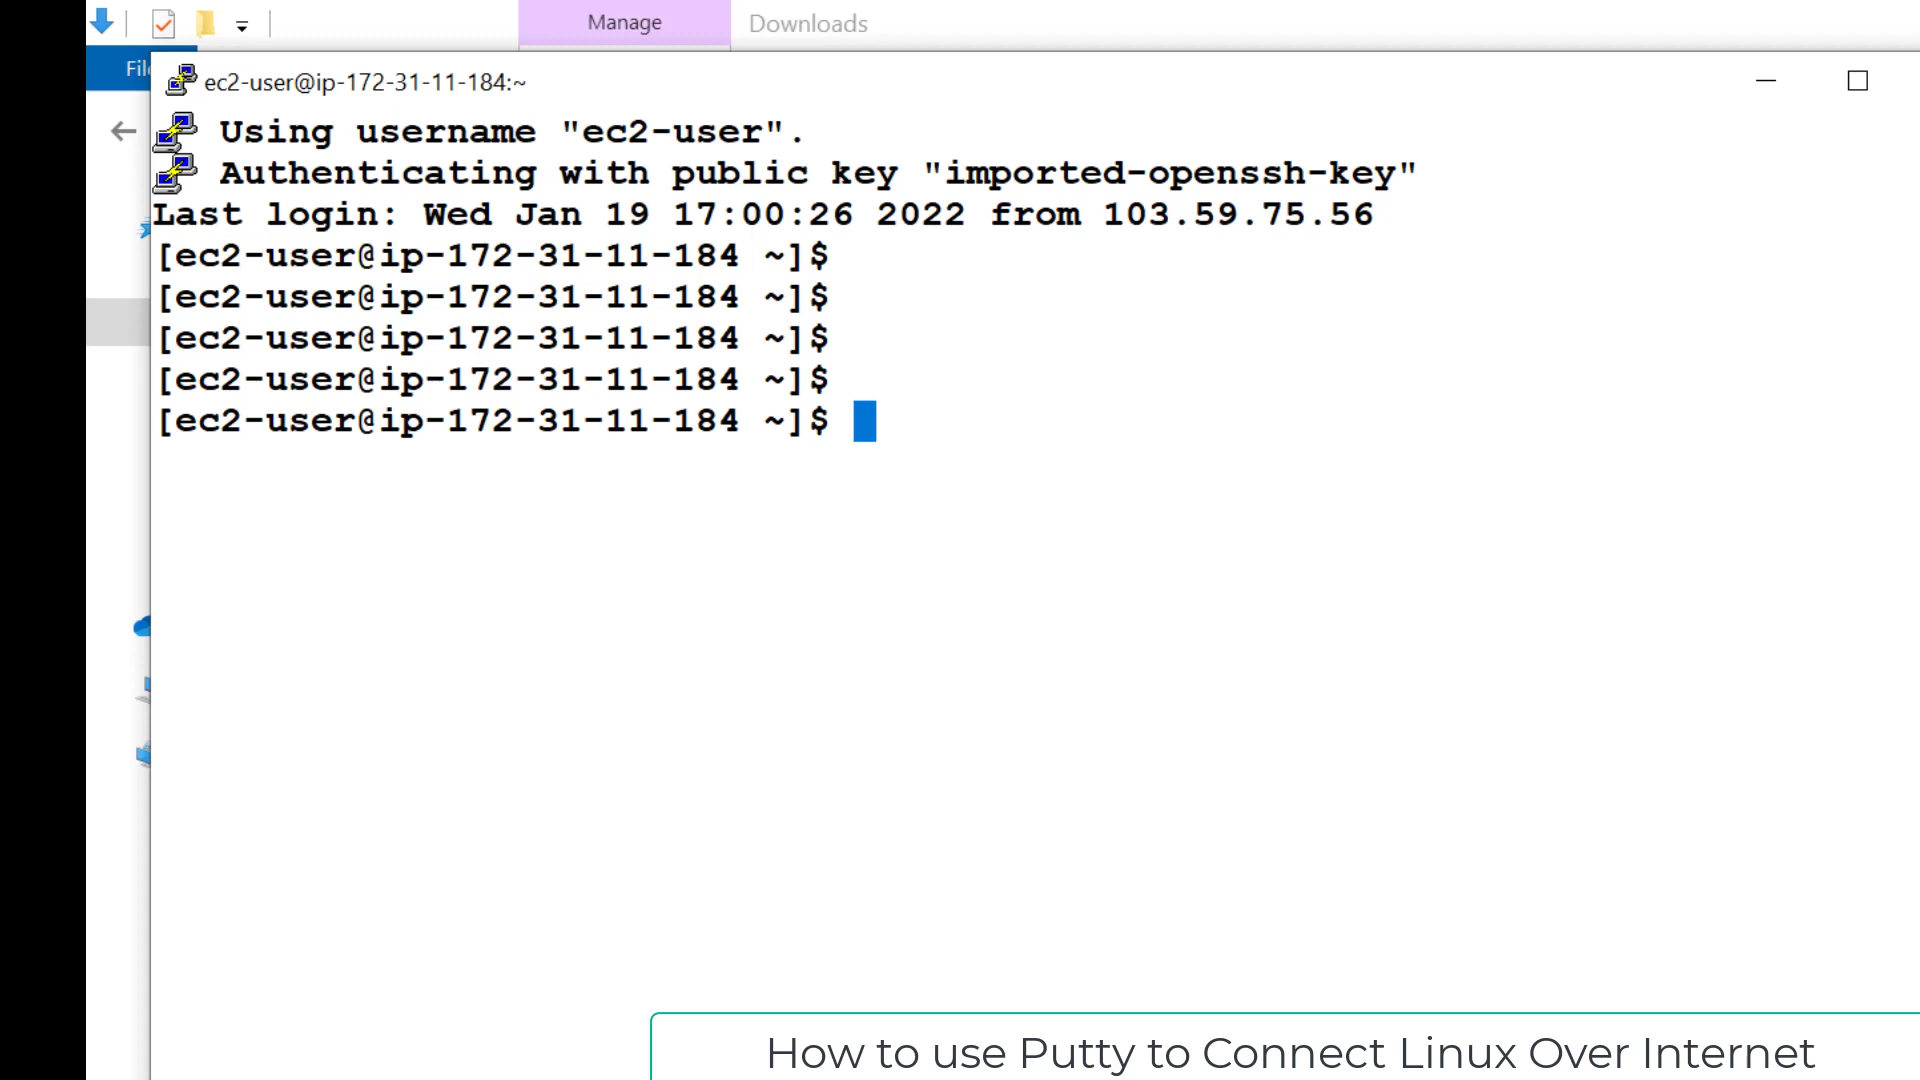 Manage
Downloads
ec2-user@ip-172-31-11-184:~
Using username "ec2-user".
Authenticating with public key "imported-openssh-key"
Last login: Wed Jan 19 17:00:26 2022 from 103.59.75.56
[ec2-user@ip-172-31-11-184 ~]$
[ec2-user@ip-172-31-11-184 ~]$
[ec2-user@ip-172-31-11-184 ~]$
[ec2-user@ip-172-31-11-184 ~]$
[ec2-user@ip-172-31-11-184 ~]$
How to use Putty to Connect Linux Over Internet